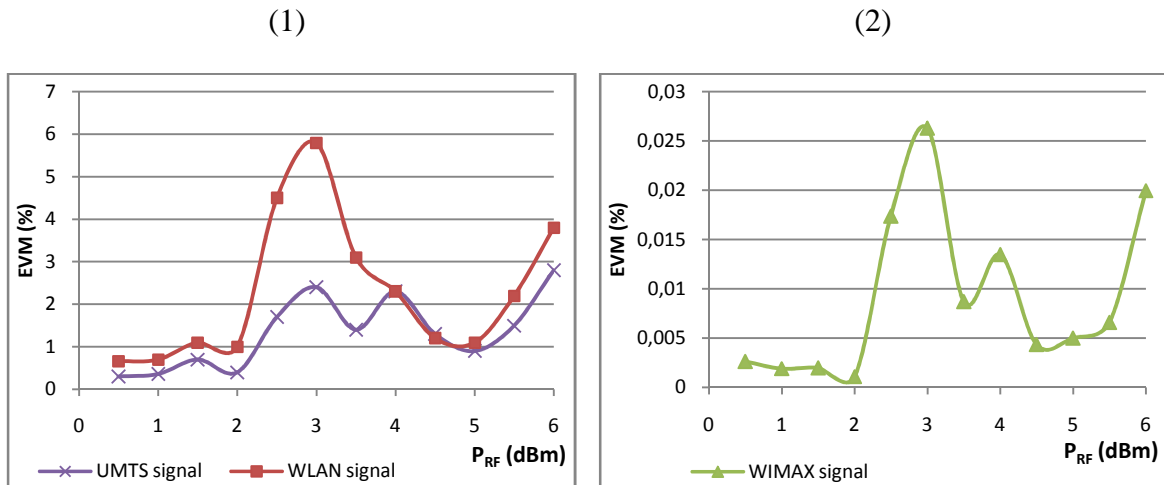 (1)
(2)
7
6
5
4
3
2
1
0
EVM (%)
0 1 2 3 4 5 6
P_RF (dBm)
UMTS signal WLAN signal
0,03
0,025
0,02
0,015
0,01
0,005
0
EVM (%)
0 1 2 3 4 5 6
P_RF (dBm)
WIMAX signal